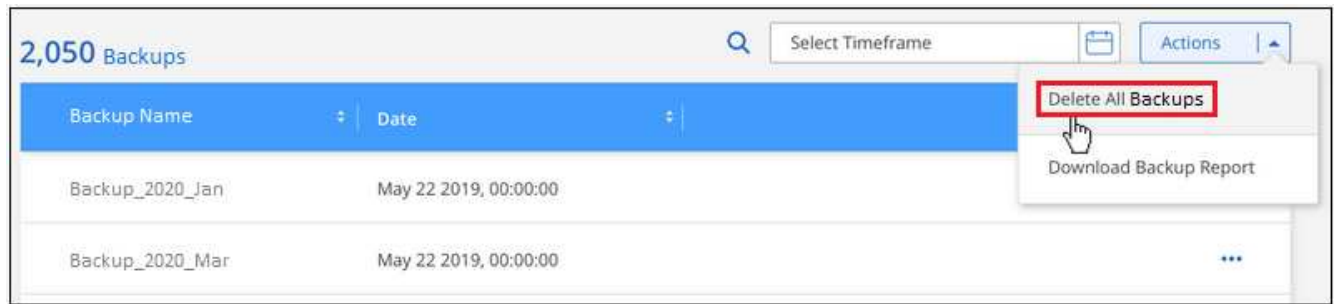 2,050 Backups
Select Timeframe
Actions
Delete All Backups
Download Backup Report
Backup Name
Date
Backup_2020_Jan
May 22 2019, 00:00:00
Backup_2020_Mar
May 22 2019, 00:00:00